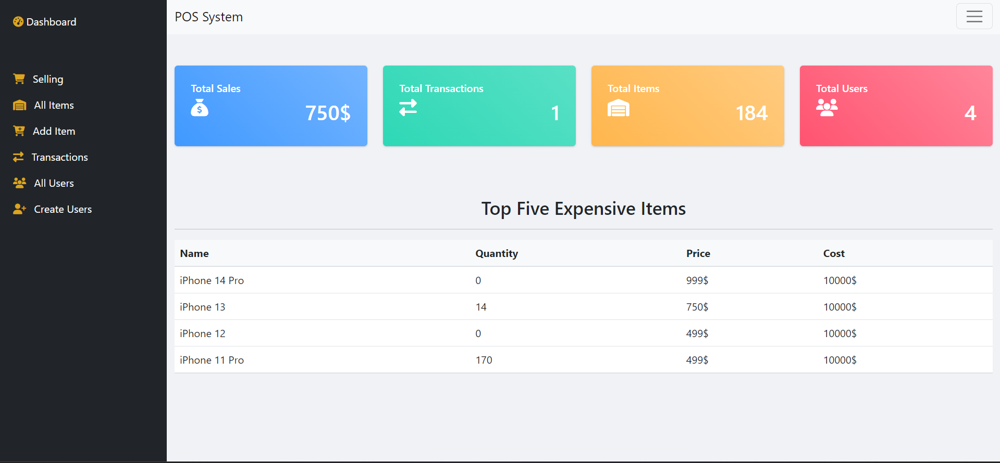 Dashboard
Selling
All Items
Add Item
Transactions
All Users
Create Users
POS System
Total Sales
$
750$
Total Transactions
1
Total Items
184
Total Users
4
Top Five Expensive Items
Name Quantity Price Cost
iPhone 14 Pro 0 999$ 10000$
iPhone 13 14 750$ 10000$
iPhone 12 0 499$ 10000$
iPhone 11 Pro 170 499$ 10000$